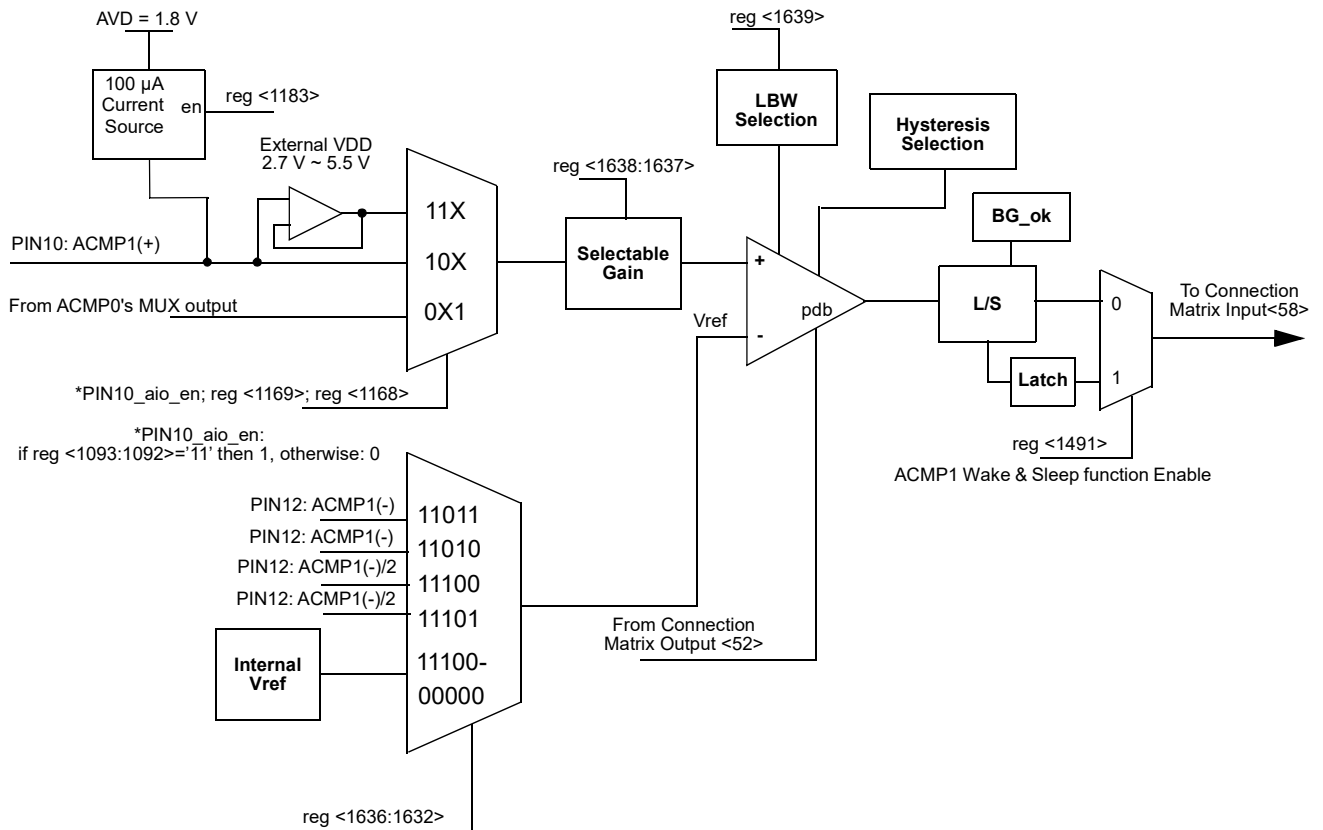 AVD = 1.8 V
reg <1639>
100 µA
Current
Source
en
reg <1183>
LBW
Selection
Hysteresis
Selection
External VDD
2.7 V ~ 5.5 V
reg <1638:1637>
11X
BG_ok
PIN10: ACMP1(+)
10X
Selectable
Gain
+
From ACMP0's MUX output
0X1
Vref
-
pdb
L/S
0
To Connection
Matrix Input<58>
Latch
1
*PIN10_aio_en; reg <1169>; reg <1168>
*PIN10_aio_en:
if reg <1093:1092>='11' then 1, otherwise: 0
reg <1491>
ACMP1 Wake & Sleep function Enable
PIN12: ACMP1(-)
11011
PIN12: ACMP1(-)
11010
PIN12: ACMP1(-)/2
11100
PIN12: ACMP1(-)/2
11101
From Connection
Matrix Output <52>
Internal
Vref
11100-
00000
reg <1636:1632>